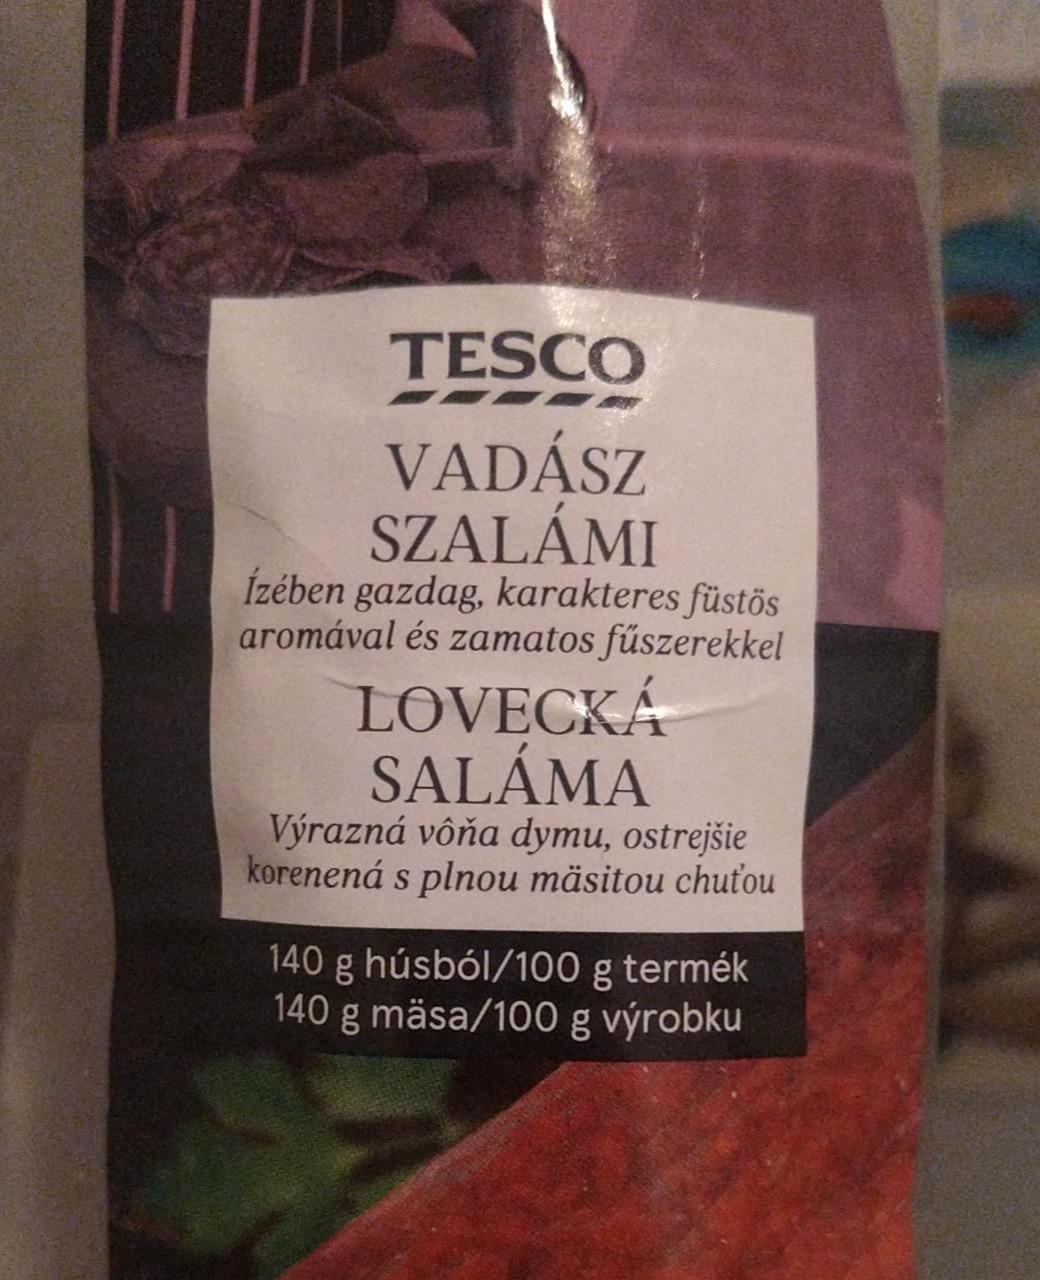 TESCO
VADÁSZ
SZALÁMI
Ízében gazdag, karakteres füstös
aromával és zamatos fűszerekkel
LOVECKÁ
SALÁMA
Výrazná vôňa dymu, ostrejšie
korenená s plnou mäsitou chuťou
140 g húsból/100 g termék
140 g mäsa/100 g výrobku